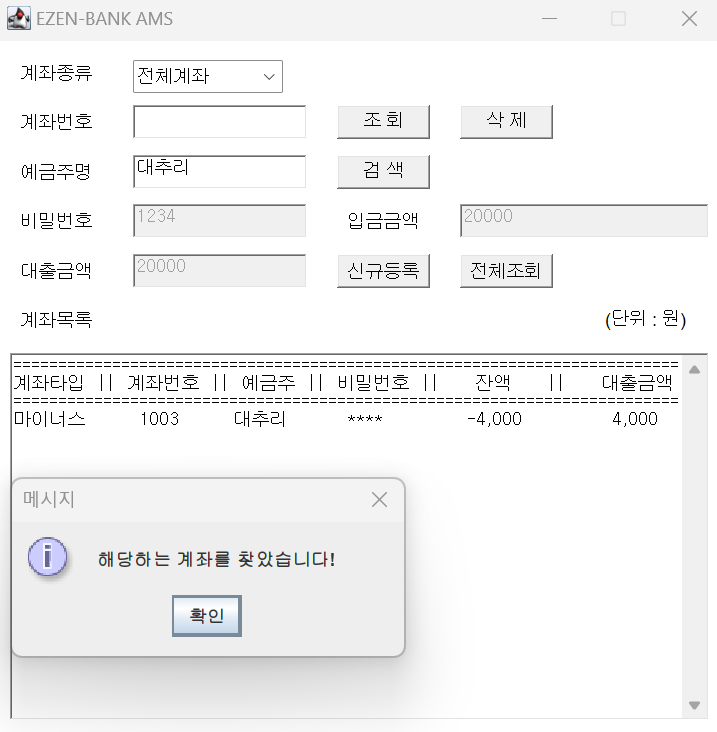 EZEN-BANK AMS
계좌종류 전체계좌
계좌번호 조 회 삭 제
예금주명 대추리 검 색
비밀번호 1234 입금금액 20000
대출금액 20000 신규등록 전체조회
계좌목록 (단위 : 원)
계좌타입 || 계좌번호 || 예금주 || 비밀번호 || 잔액 || 대출금액
마이너스 1003 대추리 **** -4,000 4,000
메시지
해당하는 계좌를 찾았습니다!
확인